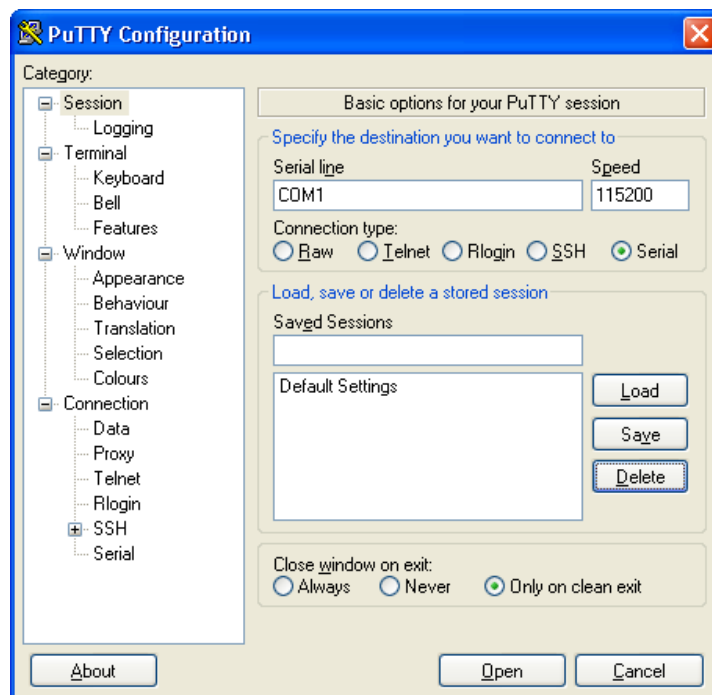 PuTTY Configuration
Category:
Session
Logging
Terminal
Keyboard
Bell
Features
Window
Appearance
Behaviour
Translation
Selection
Colours
Connection
Data
Proxy
Telnet
Rlogin
SSH
Serial
Basic options for your PuTTY session
Specify the destination you want to connect to
Serial line Speed
COM1 115200
Connection type:
Raw Telnet Rlogin SSH Serial
Load, save or delete a stored session
Saved Sessions
Default Settings
Load
Save
Delete
Close window on exit:
Always Never Only on clean exit
About Open Cancel